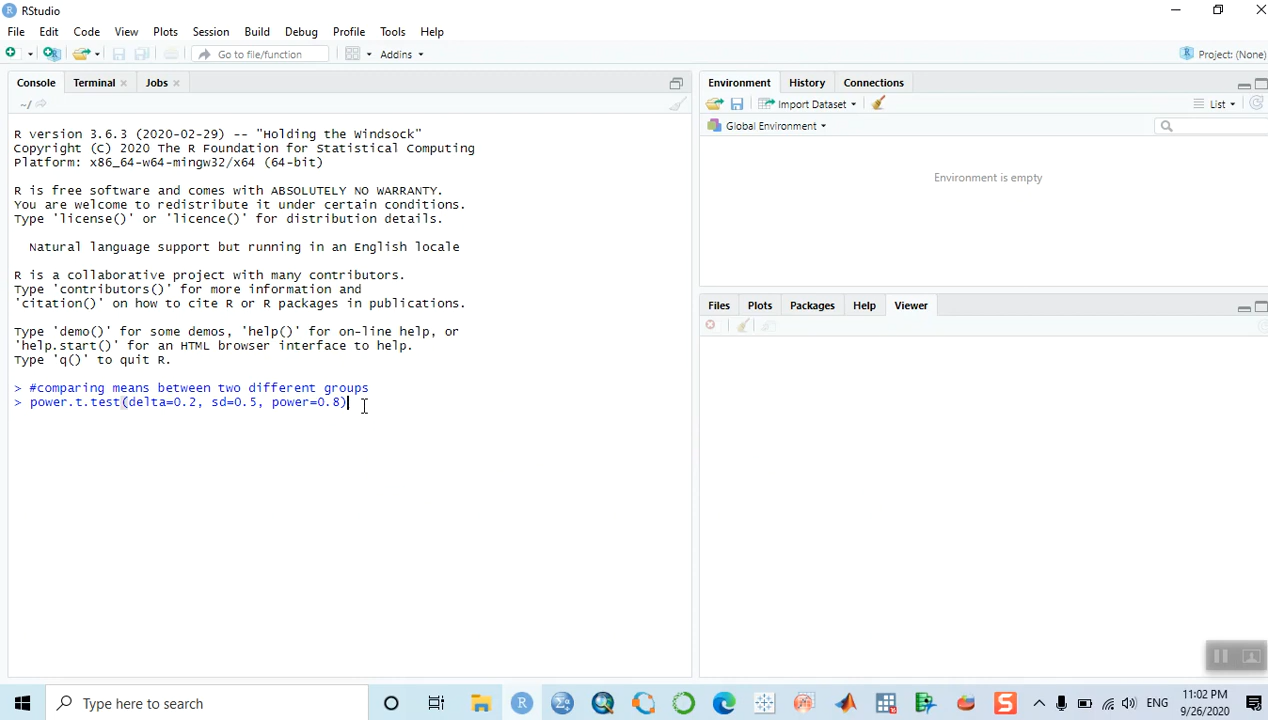 RStudio
File Edit Code View Plots Session Build Debug Profile Tools Help
Go to file/function Addins Project: (None)
Console Terminal Jobs
~/
R version 3.6.3 (2020-02-29) -- "Holding the Windsock"
Copyright (C) 2020 The R Foundation for Statistical Computing
Platform: x86_64-w64-mingw32/x64 (64-bit)
R is free software and comes with ABSOLUTELY NO WARRANTY.
You are welcome to redistribute it under certain conditions.
Type 'license()' or 'licence()' for distribution details.
Natural language support but running in an English locale
R is a collaborative project with many contributors.
Type 'contributors()' for more information and
'citation()' on how to cite R or R packages in publications.
Type 'demo()' for some demos, 'help()' for on-line help, or
'help.start()' for an HTML browser interface to help.
Type 'q()' to quit R.
> #comparing means between two different groups
> power.t.test(delta=0.2, sd=0.5, power=0.8)
Environment History Connections
Import Dataset List
Global Environment
Environment is empty
Files Plots Packages Help Viewer
Type here to search
ENG
11:02 PM
9/26/2020